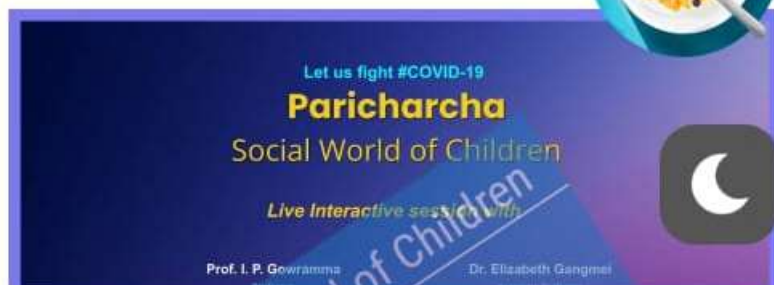 Let us fight #COVID-19
Paricharcha
Social World of Children
Live Interactive session with
of Children
Prof. I. P. Gowramma
Dr. Elizabeth Gangmei